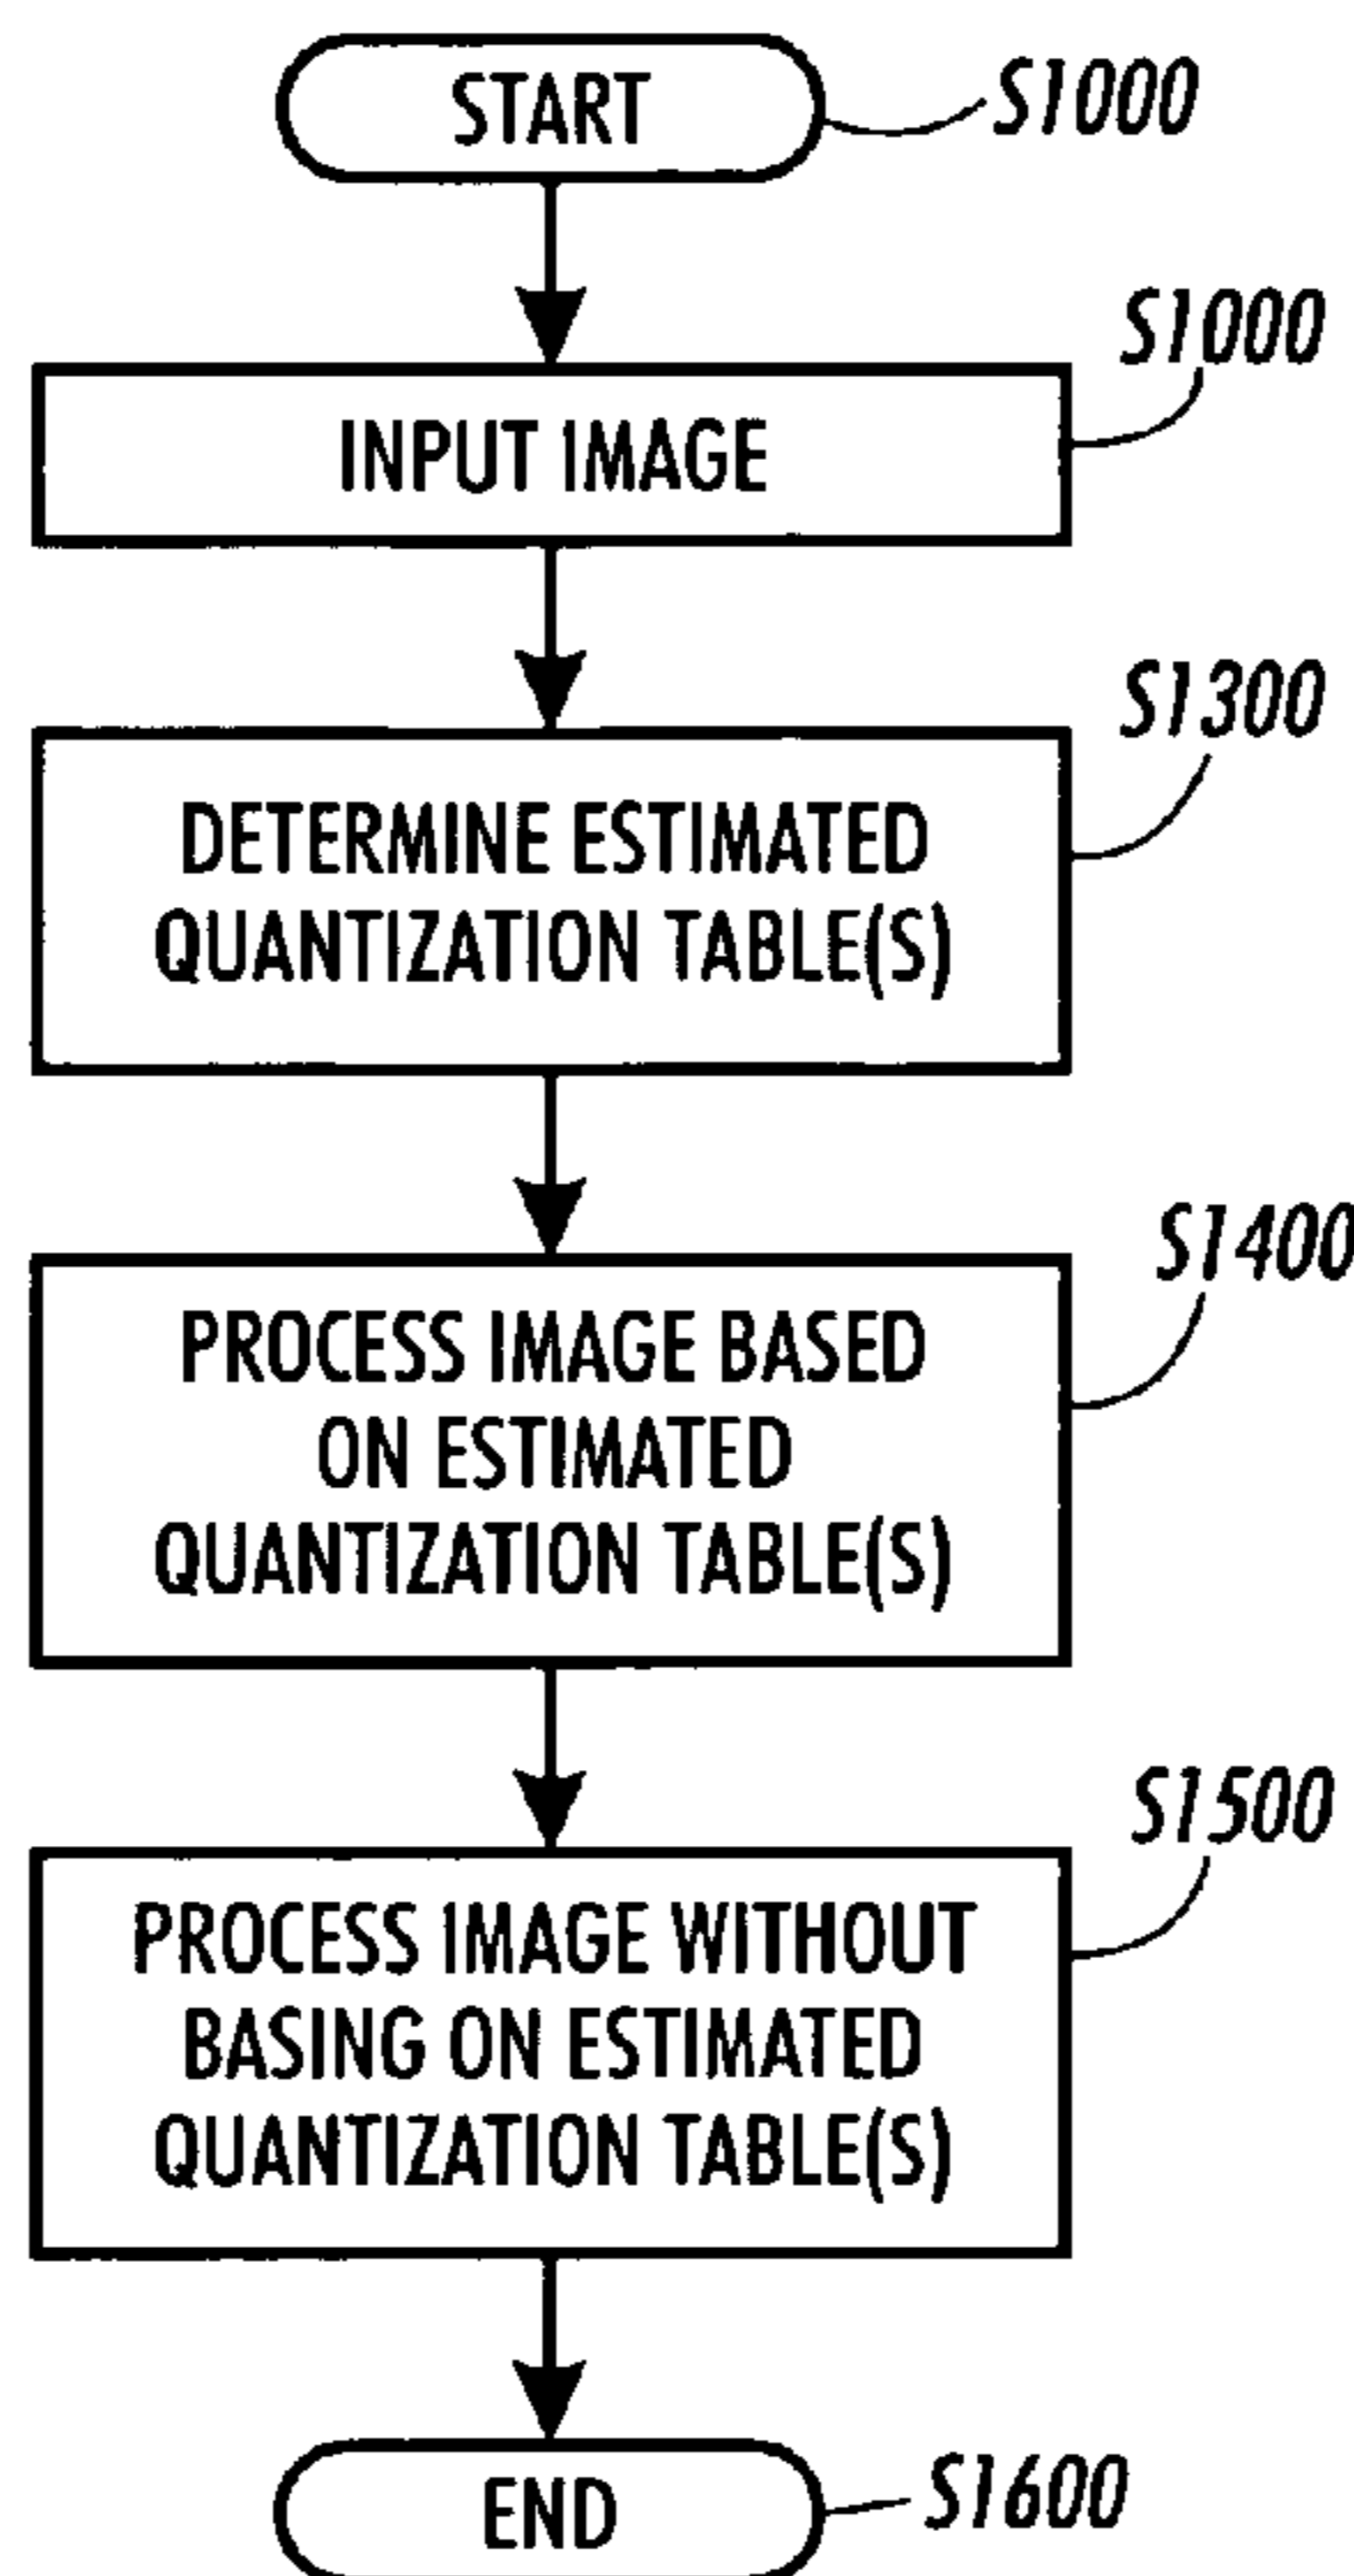 START
S1000
S1000
INPUT IMAGE
S1300
DETERMINE ESTIMATED
QUANTIZATION TABLE(S)
S1400
PROCESS IMAGE BASED
ON ESTIMATED
QUANTIZATION TABLE(S)
S1500
PROCESS IMAGE WITHOUT
BASING ON ESTIMATED
QUANTIZATION TABLE(S)
END
S1600